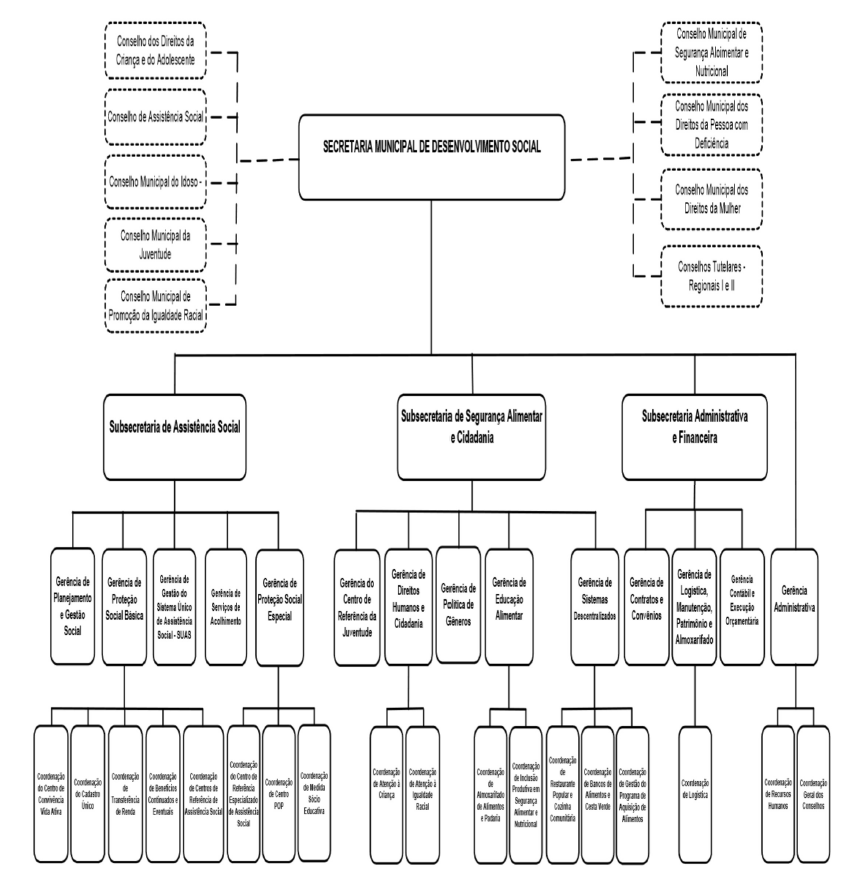 Conselho dos Direitos da
Criança e do Adolescente
Conselho de Assistência Social
Conselho Municipal do Idoso -
Conselho Municipal da
Juventude
Conselho Municipal de
Promoção da Igualdade Racial
SECRETARIA MUNICIPAL DE DESENVOLVIMENTO SOCIAL
Conselho Municipal de
Segurança Aloimentar e
Nutricional
Conselho Municipal dos
Direitos da Pessoa com
Deficiência
Conselho Municipal dos
Direitos da Mulher
Conselhos Tutelares -
Regionais I e II
Subsecretaria de Assistência Social
Subsecretaria de Segurança Alimentar
e Cidadania
Subsecretaria Administrativa
e Financeira
Gerência de
Planejamento
e Gestão
Social
Gerência de
Proteção
Social Básica
Gerência de
Gestão do
Sistema Único
de Assistência
Social - SUAS
Gerência de
Serviços de
Acolhimento
Gerência de
Proteção Social
Especial
Gerência do
Centro de
Referência da
Juventude
Gerência de
Direitos
Humanos e
Cidadania
Gerência de
Política de
Gêneros
Gerência de
Educação
Alimentar
Gerência de
Sistemas
Descentralizados
Gerência de
Contratos e
Convênios
Gerência de
Logística,
Manutenção,
Patrimônio e
Almoxarifado
Gerência
Contábil e
Execução
Orçamentária
Gerência
Administrativa
Coordenação
do Centro de
Convivência
Vida Ativa
Coordenação
do Cadastro
Único
Coordenação
de
Transferência
de Renda
Coordenação
de Benefícios
Continuados e
Eventuais
Coordenação
de Centros de
Referência de
Assistência Social
Coordenação
do Centro de
Referência
Especializado
de Assistência
Social
Coordenação
de Centro
POP
Coordenação
de Medida
Sócio
Educativa
Coordenação
de Atenção à
Criança
Coordenação
de Atenção à
Igualdade
Racial
Coordenação
de
Almoxarifado
de Alimentos
e Padaria
Coordenação
de Inclusão
Produtiva em
Segurança
Alimentar e
Nutricional
Coordenação
de
Restaurante
Popular e
Cozinha
Comunitária
Coordenação
de Bancos de
Alimentos e
Cesta Verde
Coordenação
de Gestão do
Programa de
Aquisição de
Alimentos
Coordenação
de Logística
Coordenação
de Recursos
Humanos
Coordenação
Geral dos
Conselhos